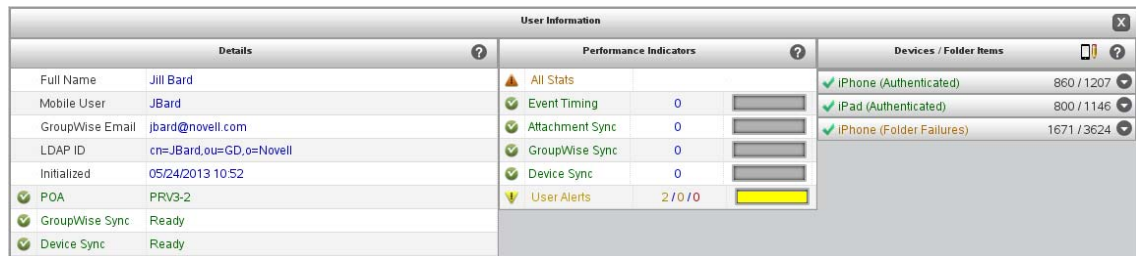 User Information
X
Details ?
Full Name Jill Bard
Mobile User JBard
GroupWise Email jbard@novell.com
LDAP ID cn=JBard,ou=GD,o=Novell
Initialized 05/24/2013 10:52
POA PRV3-2
GroupWise Sync Ready
Device Sync Ready
Performance Indicators ?
All Stats
Event Timing 0
Attachment Sync 0
GroupWise Sync 0
Device Sync 0
User Alerts 2 / 0 / 0
Devices / Folder Items ?
iPhone (Authenticated) 860 / 1207
iPad (Authenticated) 800 / 1146
iPhone (Folder Failures) 1671 / 3624